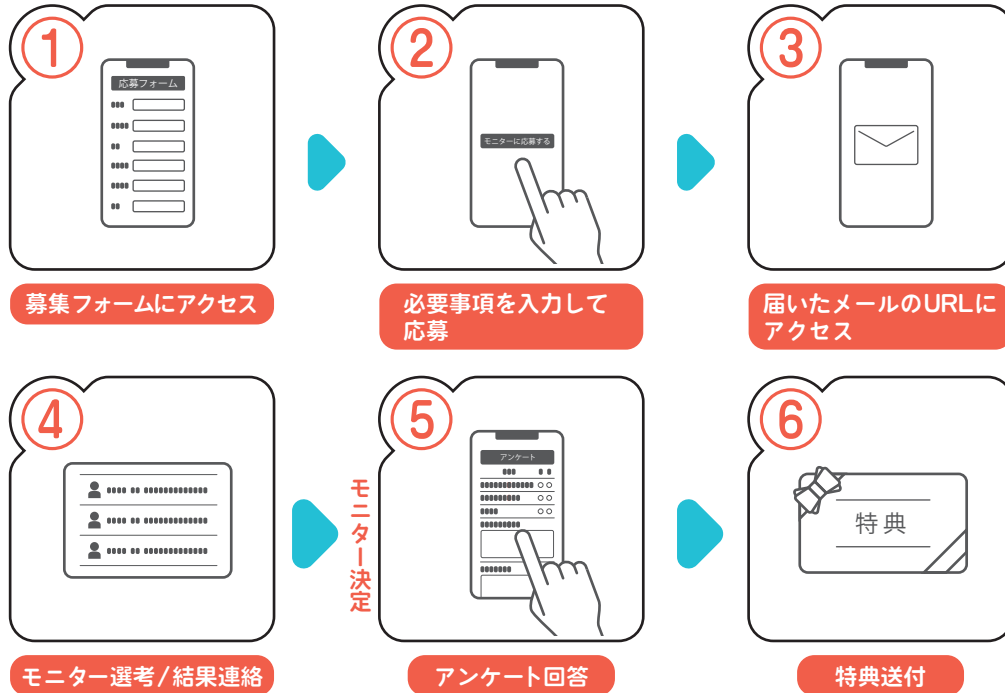 ①
応募フォーム
募集フォームにアクセス
②
モニターに応募する
必要事項を入力して
応募
③
届いたメールのURLに
アクセス
④
モニター選考/結果連絡
モニター決定
⑤
アンケート
アンケート回答
⑥
特典
特典送付